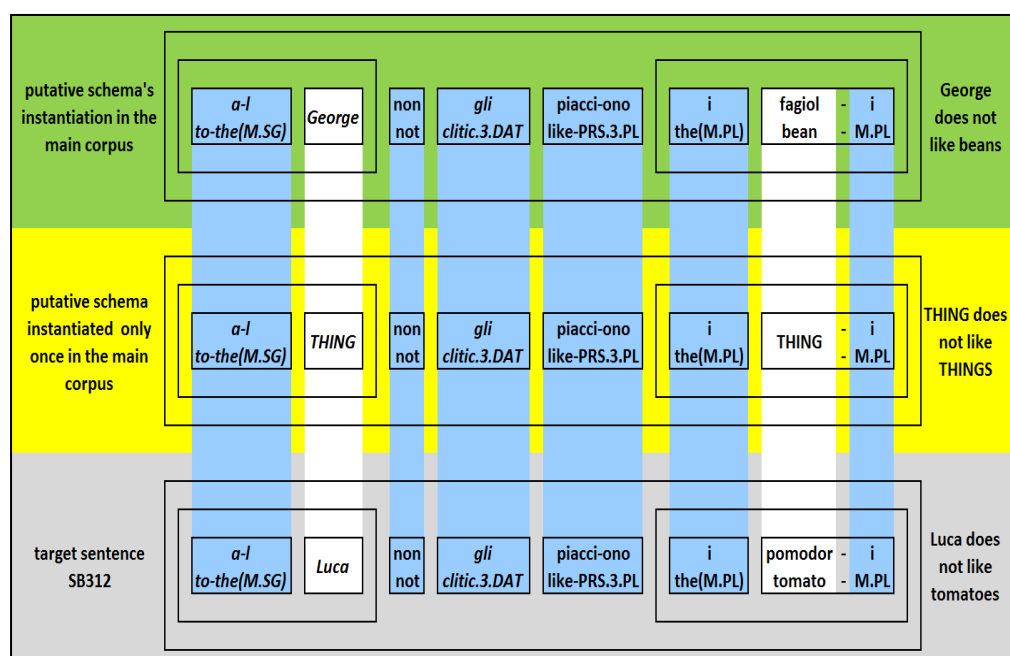 putative schema's
instantiation in the
main corpus
a-l
to-the(M.SG)
George
non
not
gli
clitic.3.DAT
piacci-ono
like-PRS.3.PL
i
the(M.PL)
fagiol - i
bean - M.PL
George
does not
like beans
putative schema
instantiated only
once in the main
corpus
a-l
to-the(M.SG)
THING
non
not
gli
clitic.3.DAT
piacci-ono
like-PRS.3.PL
i
the(M.PL)
THING - i
- M.PL
THING does
not like
THINGS
target sentence
SB312
a-l
to-the(M.SG)
Luca
non
not
gli
clitic.3.DAT
piacci-ono
like-PRS.3.PL
i
the(M.PL)
pomodor - i
tomato - M.PL
Luca does
not like
tomatoes